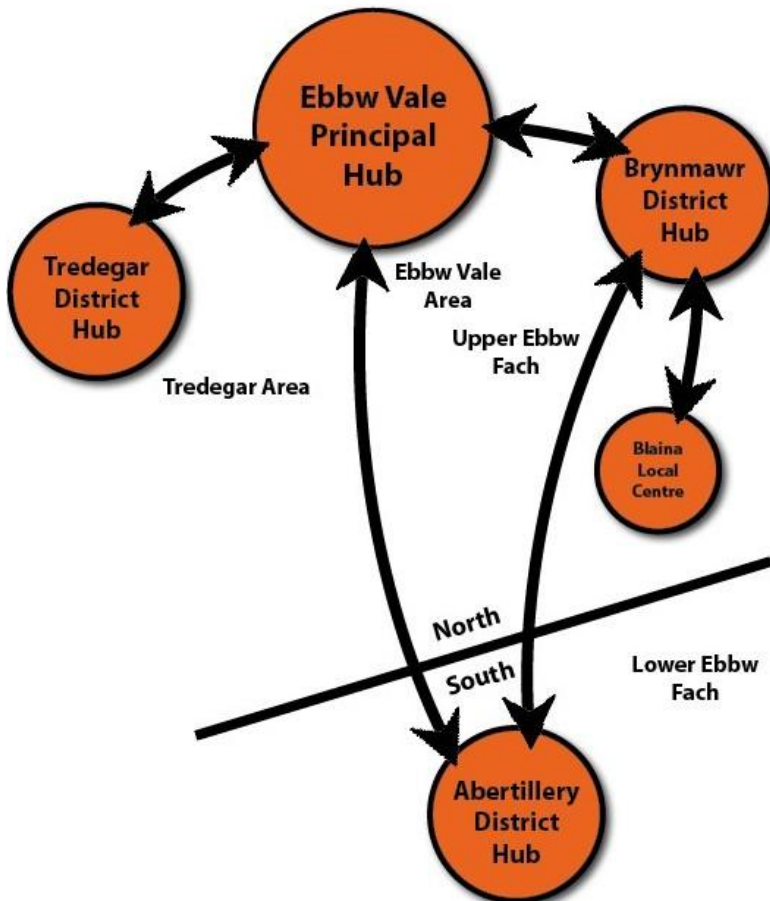 Ebbw Vale
Principal
Hub
Brynmawr
District
Hub
Tredegar
District
Hub
Ebbw Vale
Area
Upper Ebbw
Fach
Tredegar Area
Blaina
Local
Centre
North
South
Lower Ebbw
Fach
Abertillery
District
Hub